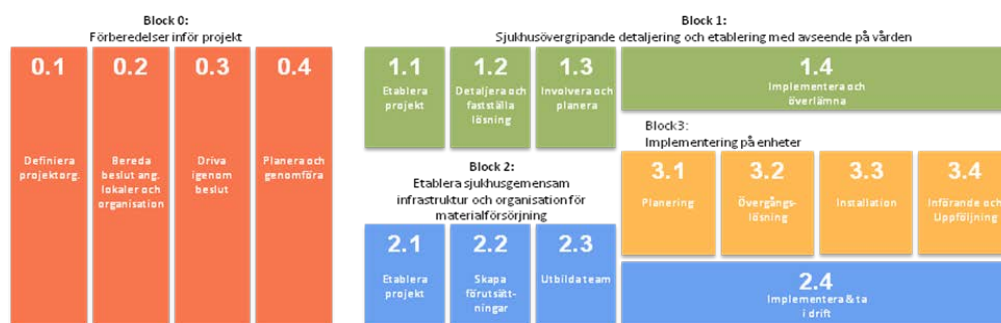 Block 0:
Förberedelser inför projekt
0.1
Definiera
projektorg.
0.2
Bereda
beslut ang.
lokaler och
organisation
0.3
Driva
igenom
beslut
0.4
Planera och
genomföra
Block 1:
Sjukhusövergripande detaljering och etablering med avseende på vården
1.1
Etablera
projekt
1.2
Detaljera och
fastställa
lösning
1.3
Involvera och
planera
1.4
Implementera och
överlämna
Block 2:
Etablera sjukhusgemensam
infrastruktur och organisation för
materialförsörjning
2.1
Etablera
projekt
2.2
Skapa
förutsätt-
ningar
2.3
Utbilda team
Block3:
Implementering på enheter
3.1
Planering
3.2
Övergångs-
lösning
3.3
Installation
3.4
Införande och
Uppföljning
2.4
Implementera & ta
i drift